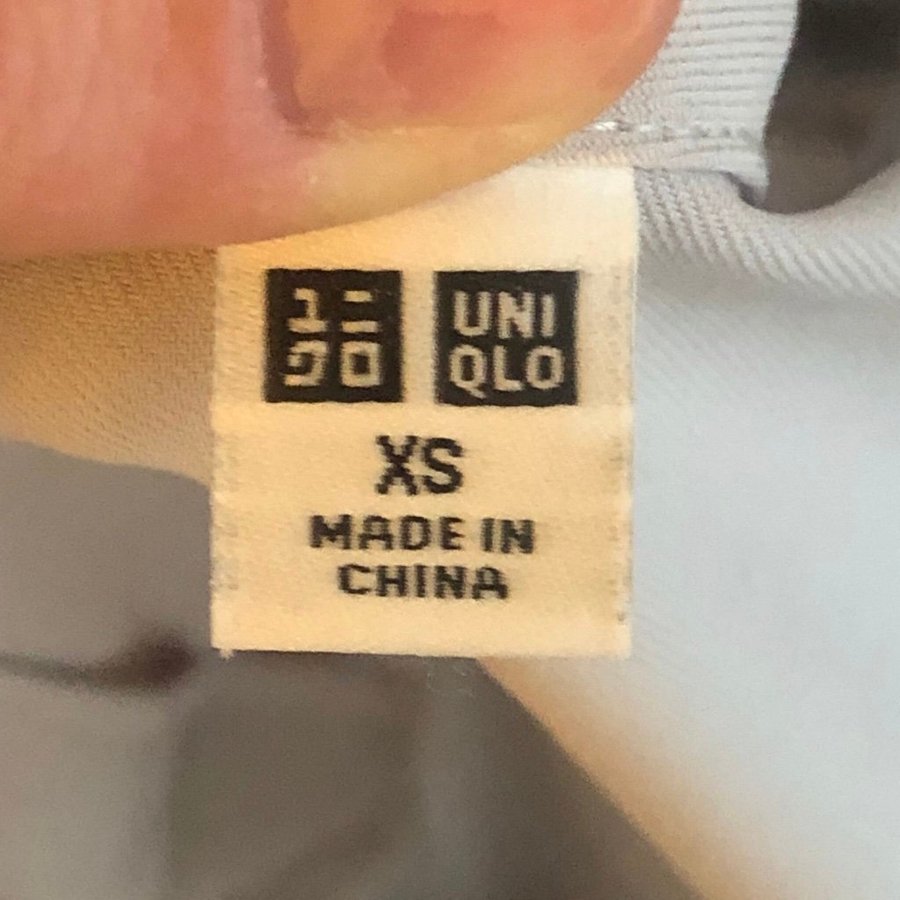 ユニ
クロ
UNI
QLO
XS
MADE IN
CHINA